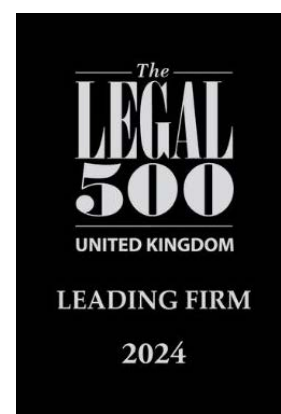 The
LEGAL
500
UNITED KINGDOM
LEADING FIRM
2024